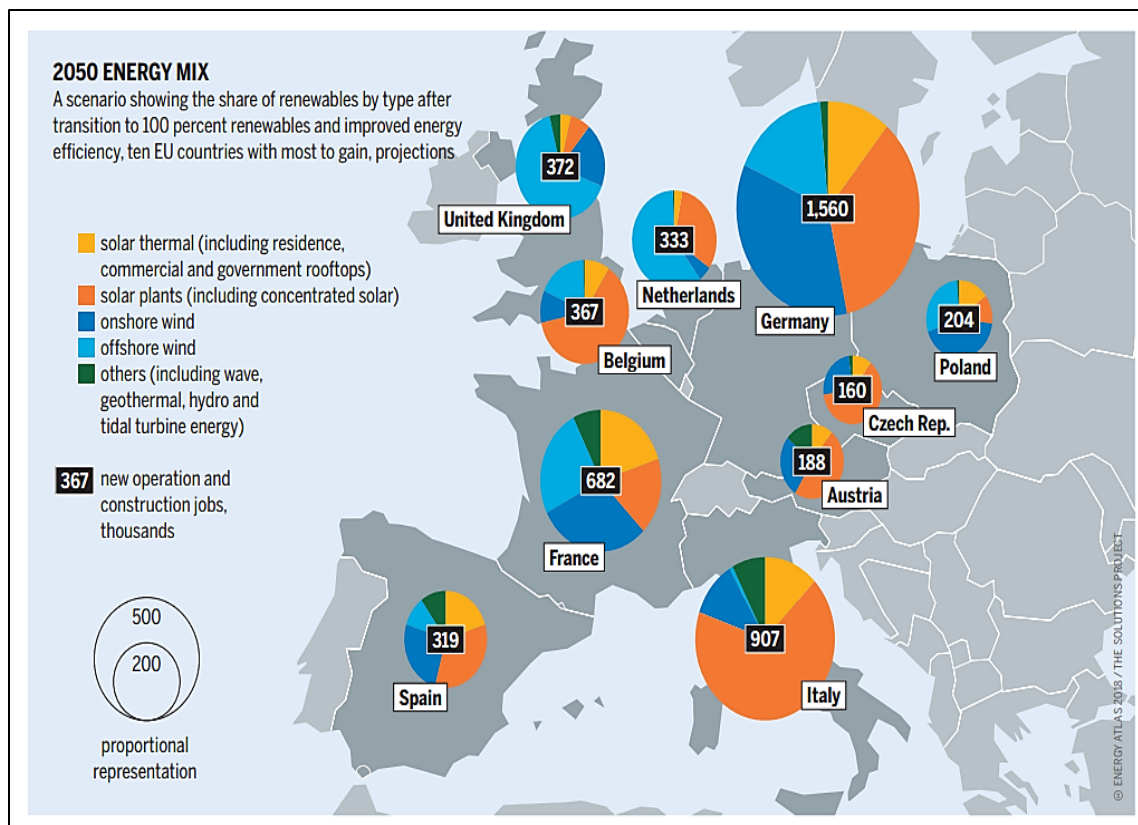 2050 ENERGY MIX
A scenario showing the share of renewables by type after
transition to 100 percent renewables and improved energy
efficiency, ten EU countries with most to gain, projections
solar thermal (including residence,
commercial and government rooftops)
solar plants (including concentrated solar)
onshore wind
offshore wind
others (including wave,
geothermal, hydro and
tidal turbine energy)
367 new operation and
construction jobs,
thousands
500
200
proportional
representation
372
United Kingdom
333
Netherlands
1,560
Germany
367
Belgium
204
Poland
160
Czech Rep.
188
Austria
682
France
319
Spain
907
Italy
© ENERGY ATLAS 2018 / THE SOLUTIONS PROJECT